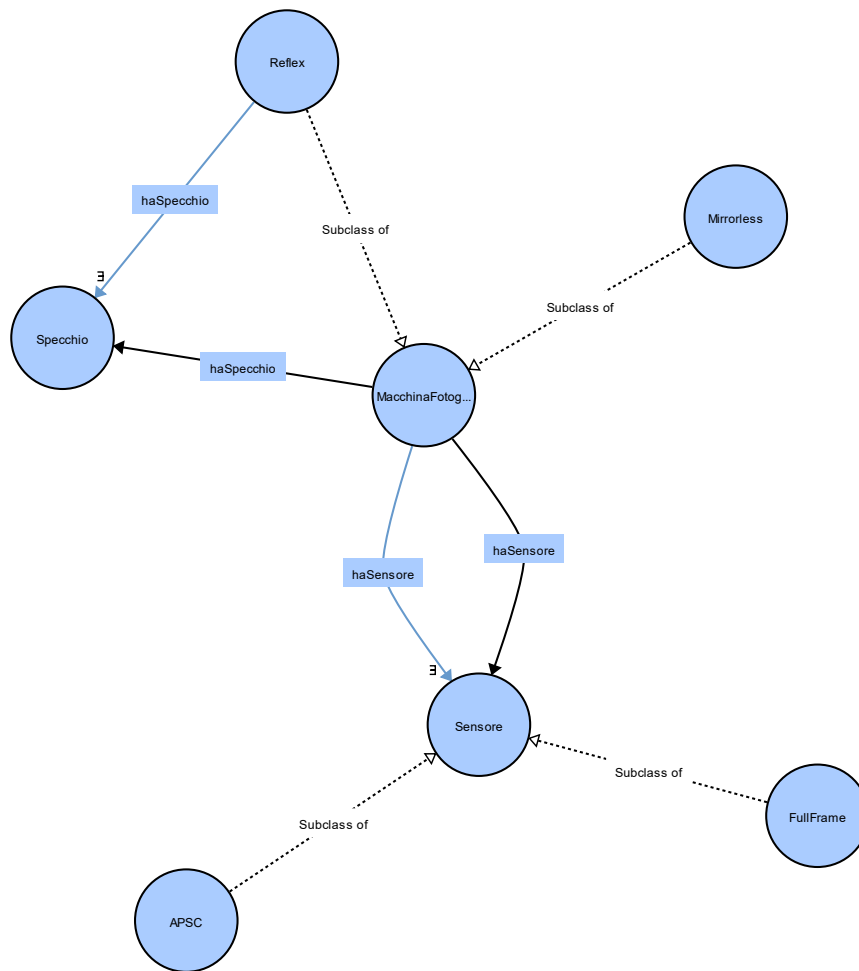 Reflex
haSpecchio
Mirrorless
Subclass of
∃
Subclass of
Specchio
haSpecchio
MacchinaFotog...
haSensore
haSensore
∃
Sensore
Subclass of
FullFrame
Subclass of
APSC